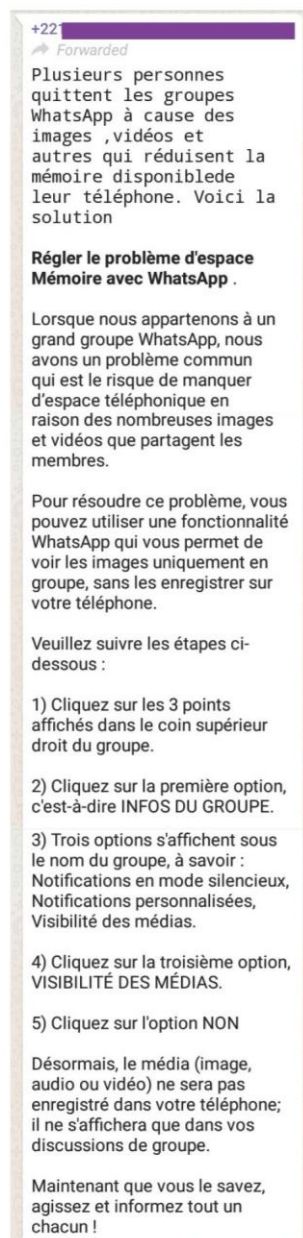 +221
Forwarded
Plusieurs personnes
quittent les groupes
WhatsApp à cause des
images ,vidéos et
autres qui réduisent la
mémoire disponiblede
leur téléphone. Voici la
solution
Régler le problème d'espace
Mémoire avec WhatsApp .
Lorsque nous appartenons à un
grand groupe WhatsApp, nous
avons un problème commun
qui est le risque de manquer
d'espace téléphonique en
raison des nombreuses images
et vidéos que partagent les
membres.
Pour résoudre ce problème, vous
pouvez utiliser une fonctionnalité
WhatsApp qui vous permet de
voir les images uniquement en
groupe, sans les enregistrer sur
votre téléphone.
Veuillez suivre les étapes ci-
dessous :
1) Cliquez sur les 3 points
affichés dans le coin supérieur
droit du groupe.
2) Cliquez sur la première option,
c'est-à-dire INFOS DU GROUPE.
3) Trois options s'affichent sous
le nom du groupe, à savoir :
Notifications en mode silencieux,
Notifications personnalisées,
Visibilité des médias.
4) Cliquez sur la troisième option,
VISIBILITÉ DES MÉDIAS.
5) Cliquez sur l'option NON
Désormais, le média (image,
audio ou vidéo) ne sera pas
enregistré dans votre téléphone;
il ne s'affichera que dans vos
discussions de groupe.
Maintenant que vous le savez,
agissez et informez tout un
chacun !